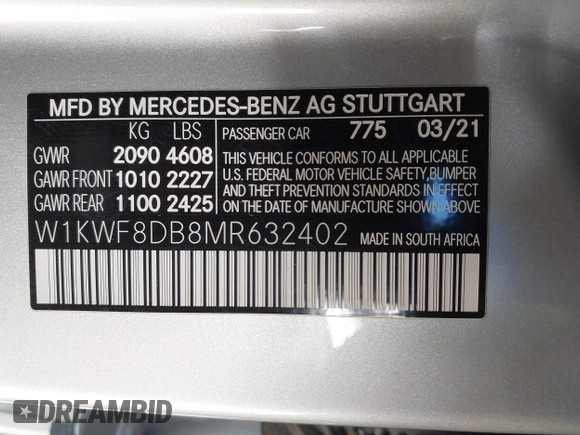 MFD BY MERCEDES-BENZ AG STUTTGART
KG LBS
GVWR 2090 4608
GAWR FRONT 1010 2227
GAWR REAR 1100 2425
PASSENGER CAR 775 03/21
THIS VEHICLE CONFORMS TO ALL APPLICABLE
U.S. FEDERAL MOTOR VEHICLE SAFETY,BUMPER
AND THEFT PREVENTION STANDARDS IN EFFECT
ON THE DATE OF MANUFACTURE SHOWN ABOVE
W1KWF8DB8MR632402 MADE IN SOUTH AFRICA
DREAMBID